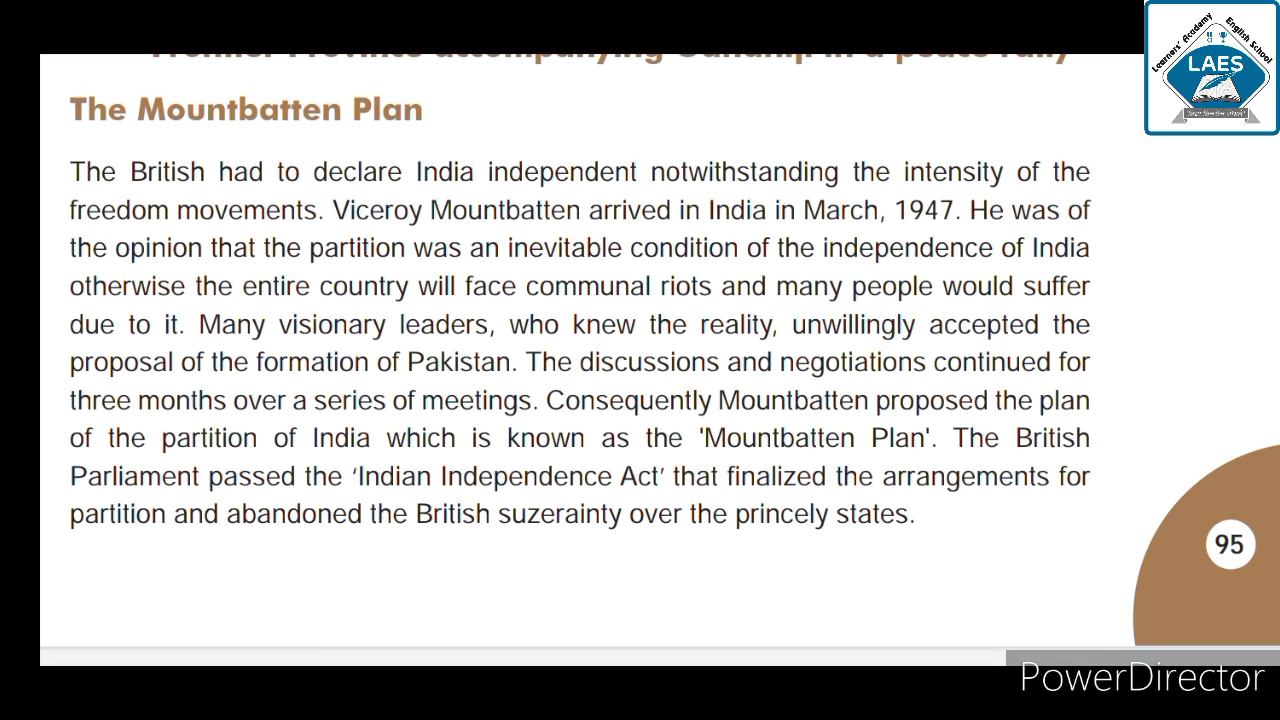 Frontier Province accompanying Gandhiji in a peace rally
The Mountbatten Plan
The British had to declare India independent notwithstanding the intensity of the
freedom movements. Viceroy Mountbatten arrived in India in March, 1947. He was of
the opinion that the partition was an inevitable condition of the independence of India
otherwise the entire country will face communal riots and many people would suffer
due to it. Many visionary leaders, who knew the reality, unwillingly accepted the
proposal of the formation of Pakistan. The discussions and negotiations continued for
three months over a series of meetings. Consequently Mountbatten proposed the plan
of the partition of India which is known as the 'Mountbatten Plan'. The British
Parliament passed the ‘Indian Independence Act’ that finalized the arrangements for
partition and abandoned the British suzerainty over the princely states.
95
Learners' Academy English School
LAES
PowerDirector